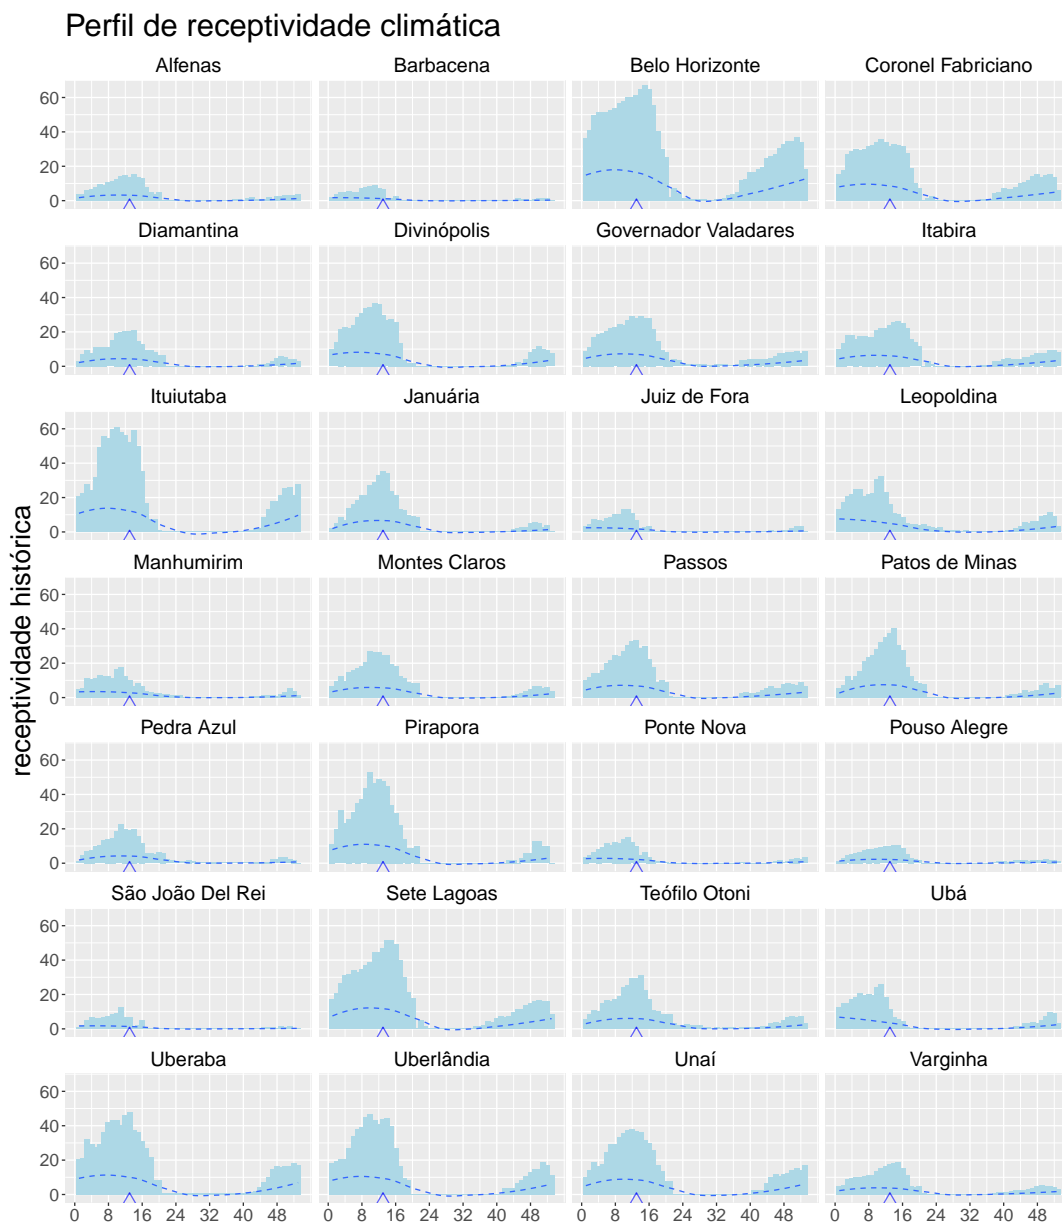 Perfil de receptividade climática
Alfenas Barbacena Belo Horizonte Coronel Fabriciano
60
40
20
0
Diamantina Divinópolis Governador Valadares Itabira
60
40
20
0
Ituiutaba Januária Juiz de Fora Leopoldina
60
40
20
0
receptividade histórica
Manhumirim Montes Claros Passos Patos de Minas
60
40
20
0
Pedra Azul Pirapora Ponte Nova Pouso Alegre
60
40
20
0
São João Del Rei Sete Lagoas Teófilo Otoni Ubá
60
40
20
0
Uberaba Uberlândia Unaí Varginha
60
40
20
0
0 8 16 24 32 40 48 0 8 16 24 32 40 48 0 8 16 24 32 40 48 0 8 16 24 32 40 48